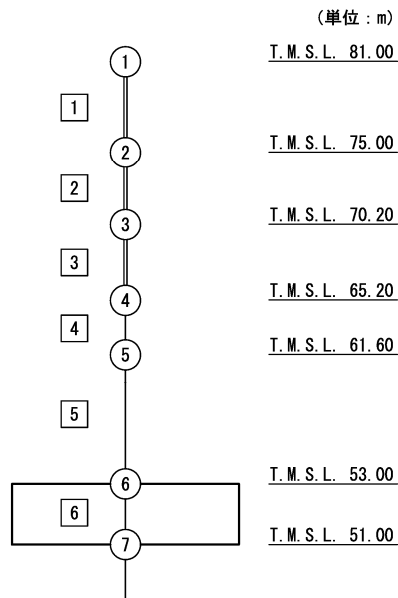 (単位：m)
① T.M.S.L. 81.00
1
② T.M.S.L. 75.00
2
③ T.M.S.L. 70.20
3
④ T.M.S.L. 65.20
4
⑤ T.M.S.L. 61.60
5
⑥ T.M.S.L. 53.00
6
⑦ T.M.S.L. 51.00